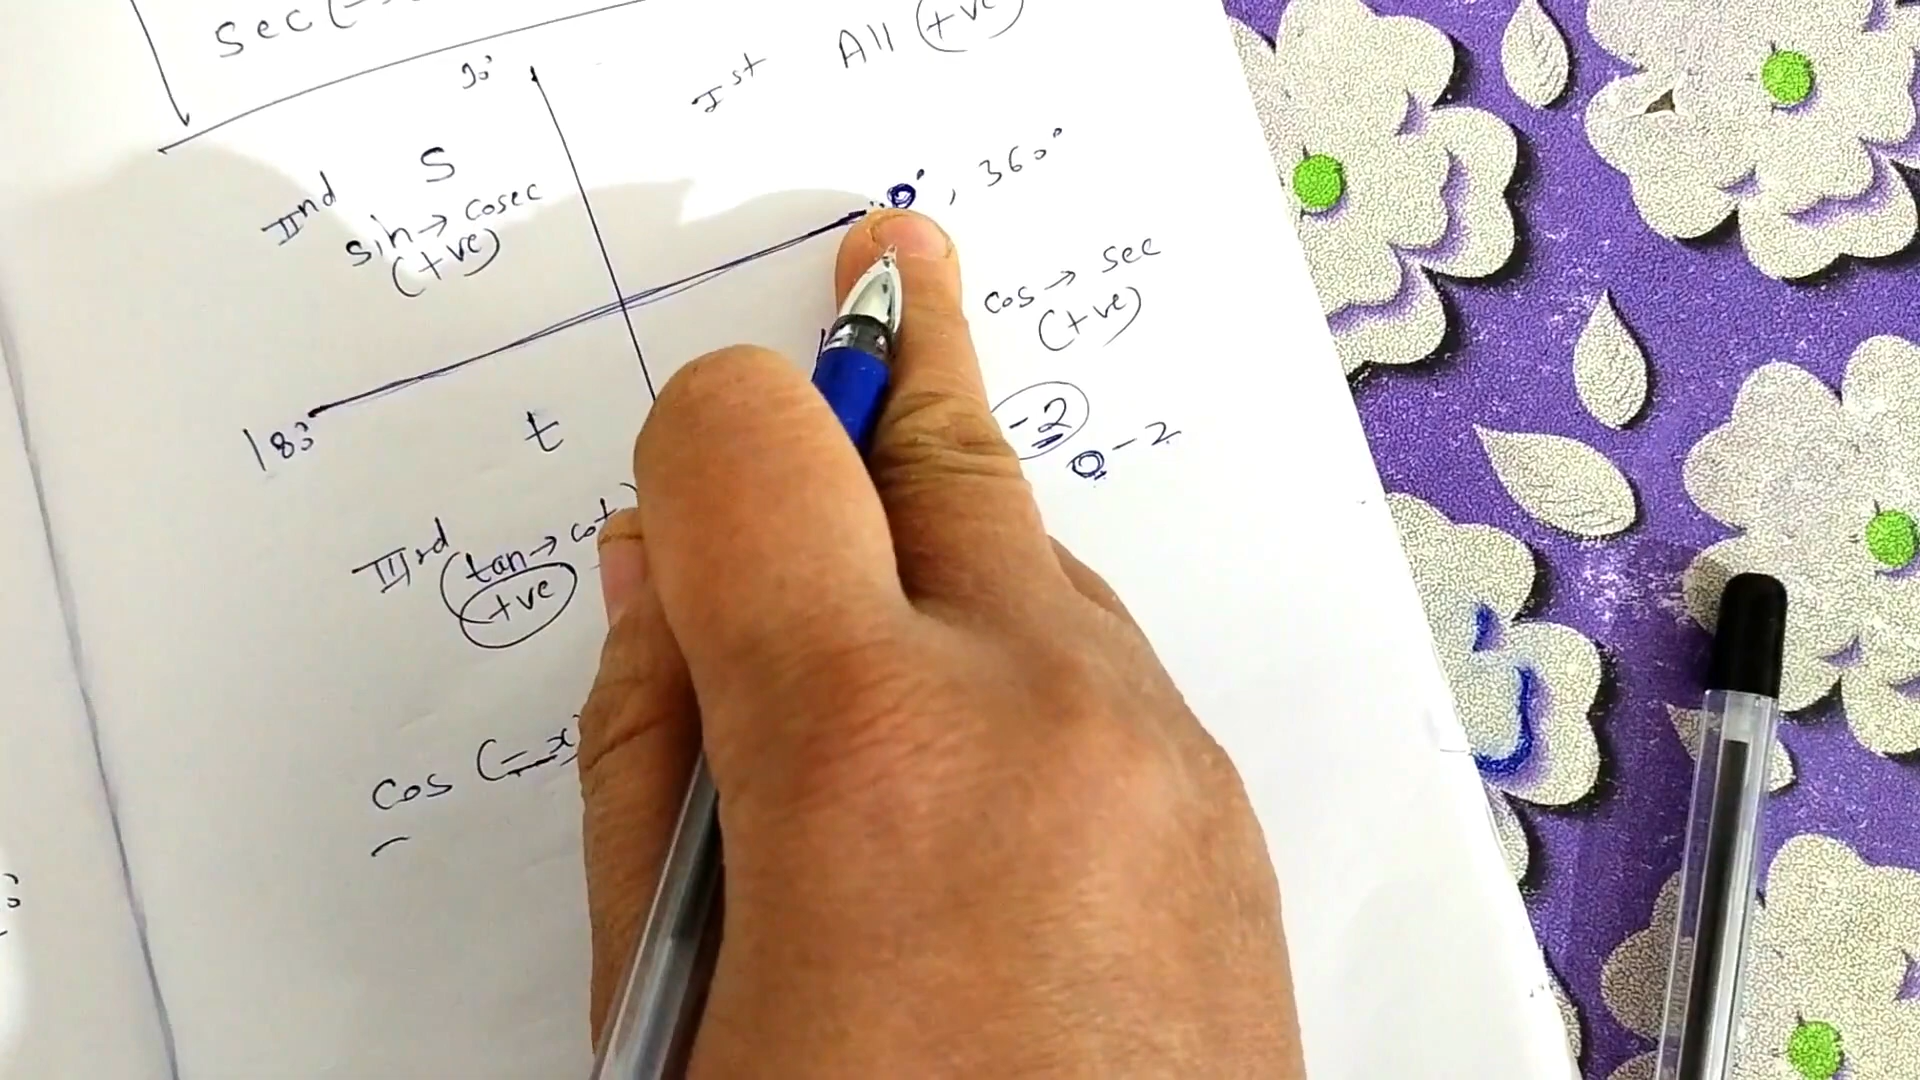 sec (-
90°
Ist All (+ve)
IInd S
sin → cosec
(+ve)
0°, 360°
cos → sec
(+ve)
180°
t
-2
0-2
IIIrd tan → cot
+ve
cos (-x)